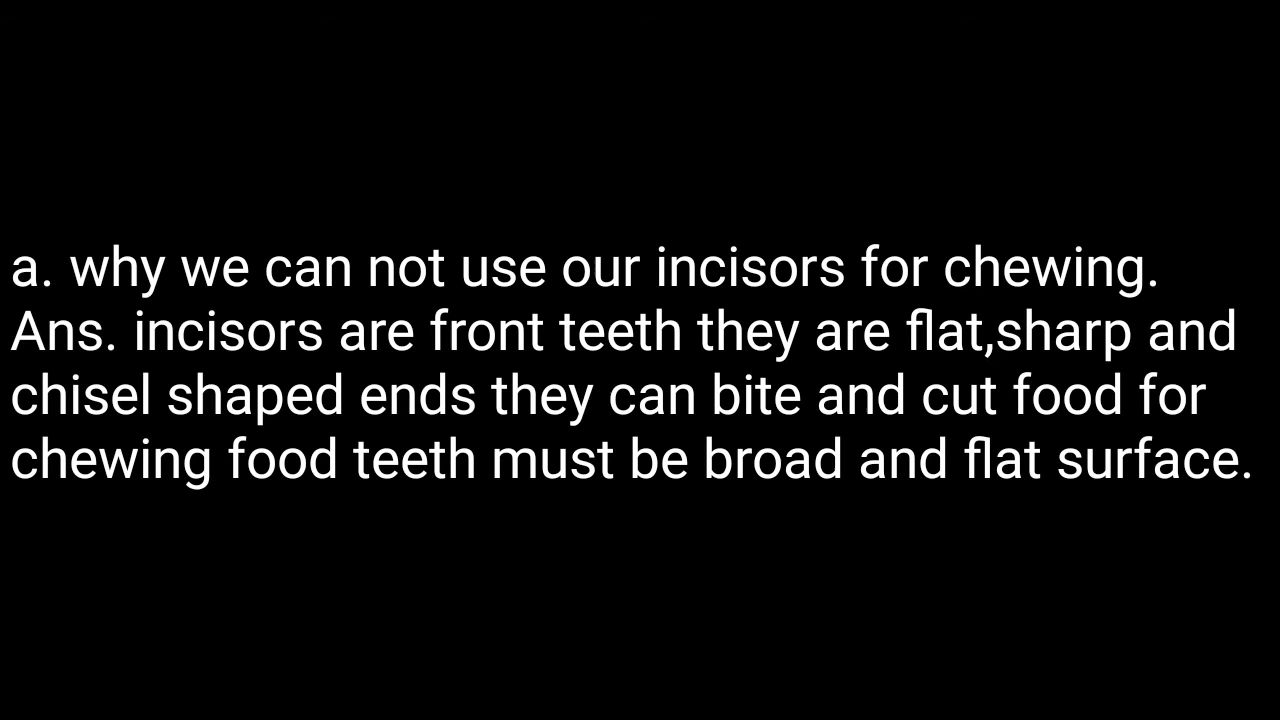 a. why we can not use our incisors for chewing.
Ans. incisors are front teeth they are flat,sharp and
chisel shaped ends they can bite and cut food for
chewing food teeth must be broad and flat surface.